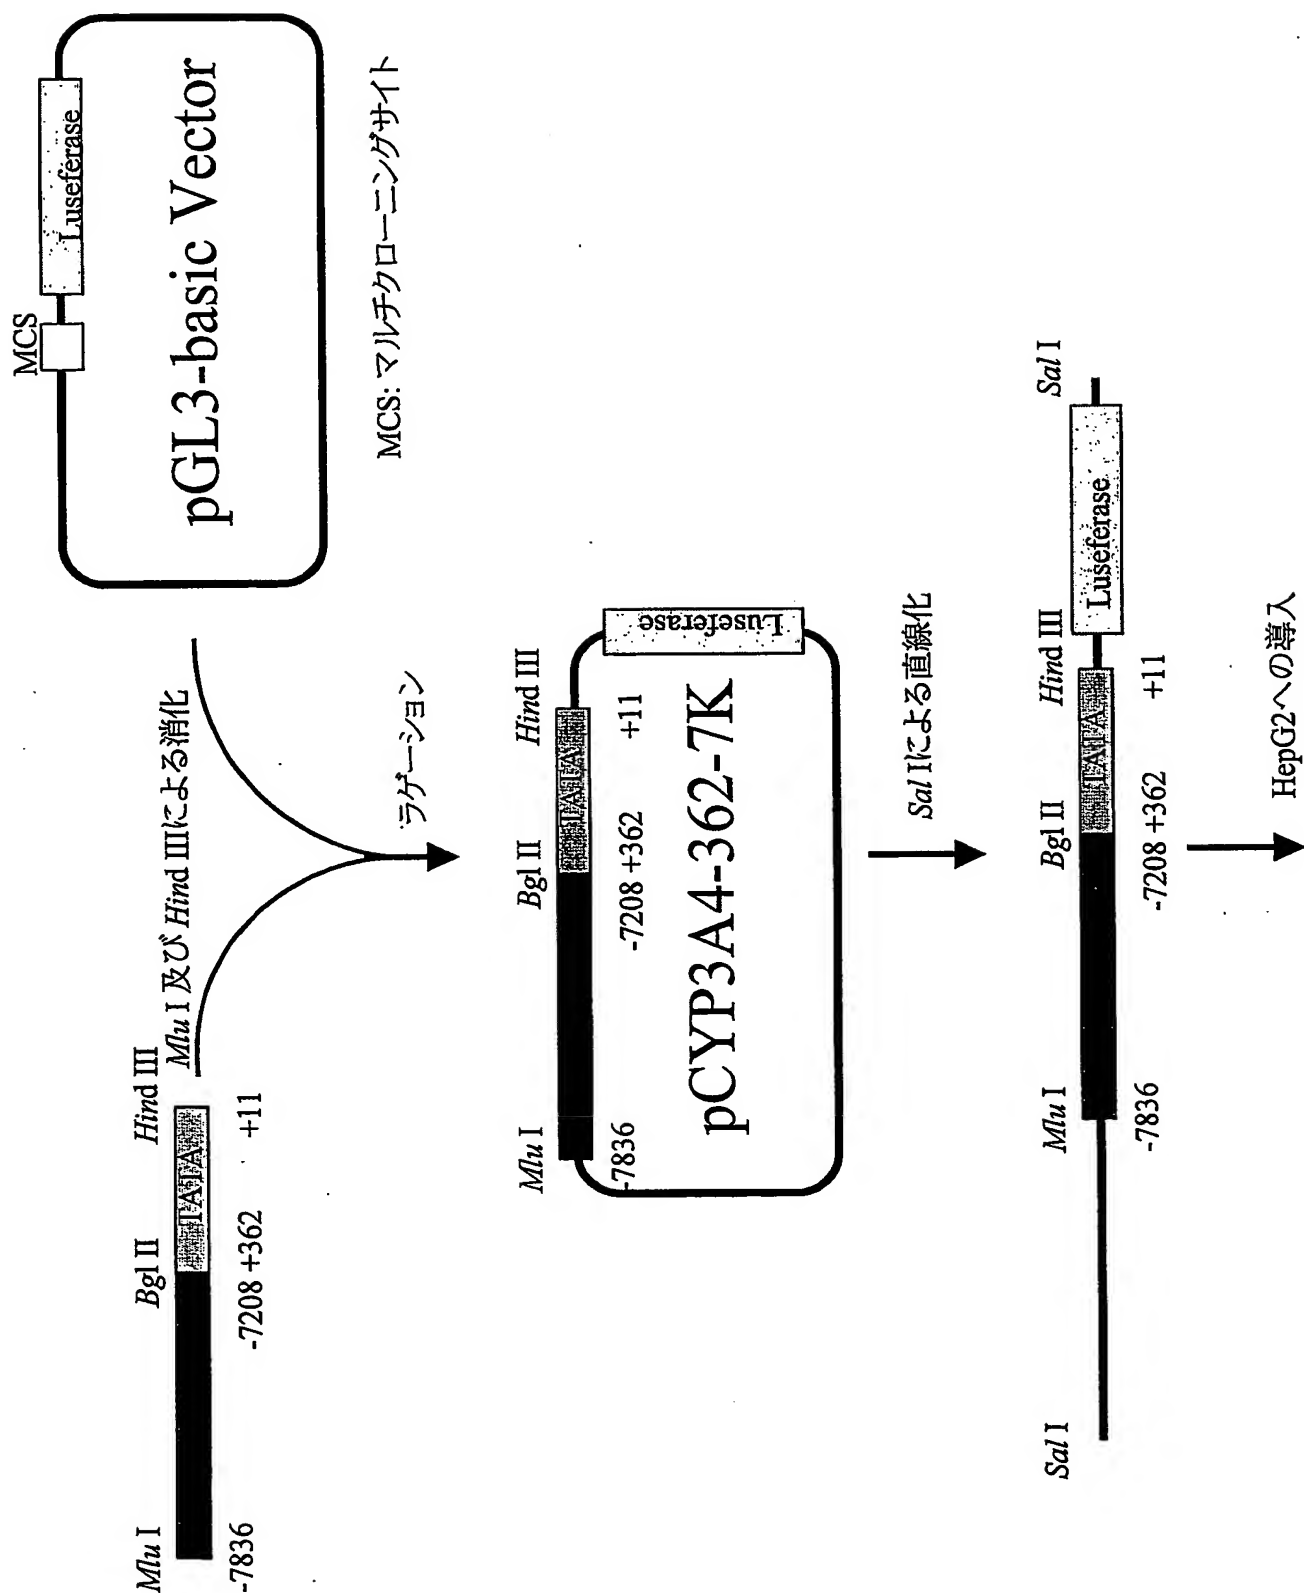 Mlu I
Bgl II
Hind III
TATA
-7836
-7208 +362
+11
Mlu I 及び Hind IIIによる消化
MCS
Luseferase
pGL3-basic Vector
MCS: マルチクローニングサイト
ラゲーション
Mlu I
Bgl II
Hind III
TATA
-7836
-7208 +362
+11
Luseferase
pCYP3A4-362-7K
Sal Iによる直線化
Sal I
Mlu I
Bgl II
Hind III
Sal I
TATA
Luseferase
-7836
-7208 +362
+11
HepG2への導入